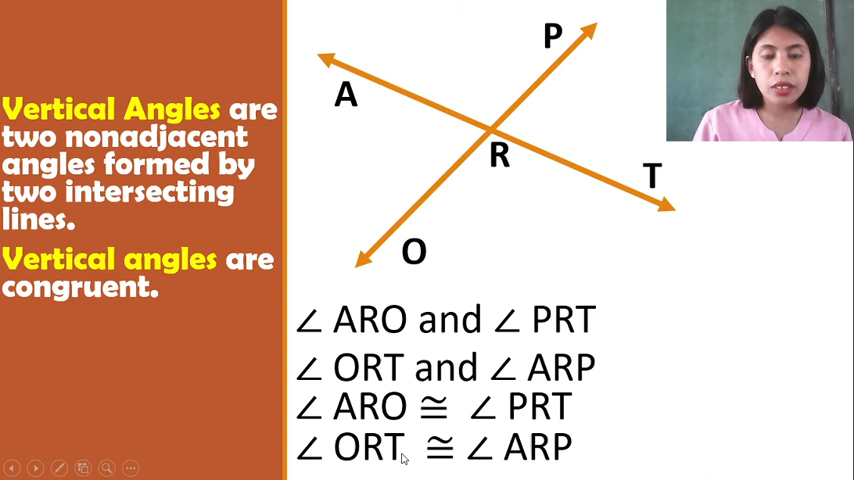 Vertical Angles are
two nonadjacent
angles formed by
two intersecting
lines.
Vertical angles are
congruent.
P
A
R
T
O
∠ ARO and ∠ PRT
∠ ORT and ∠ ARP
∠ ARO ≅ ∠ PRT
∠ ORT ≅ ∠ ARP